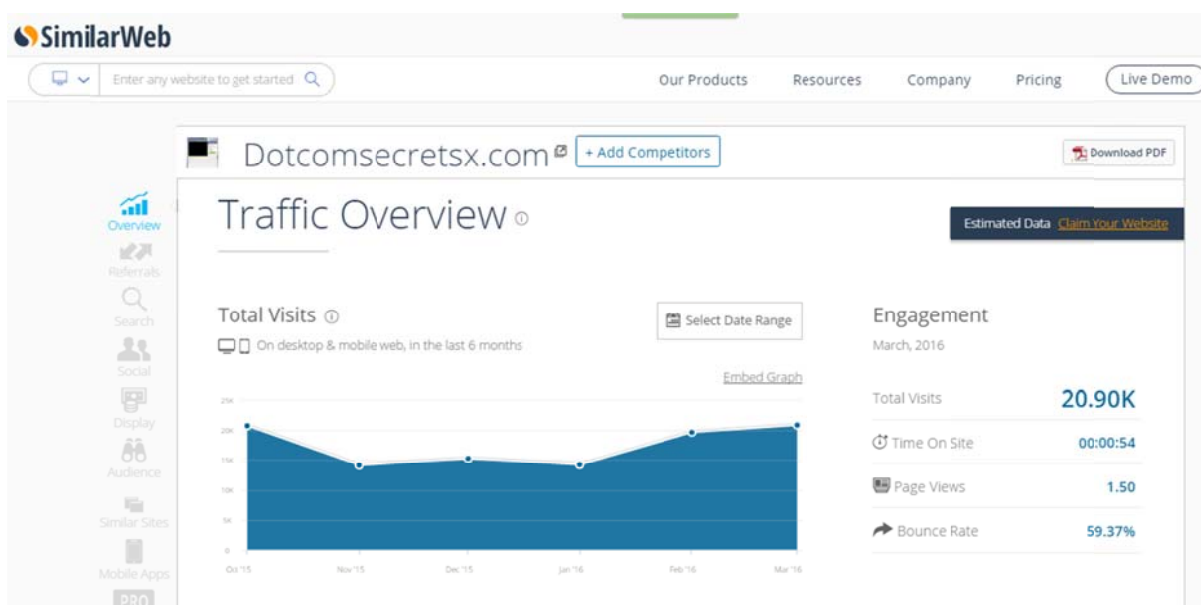 SimilarWeb
Enter any website to get started
Our Products Resources Company Pricing Live Demo
Dotcomsecretsx.com + Add Competitors Download PDF
Overview
Referrals
Search
Social
Display
Audience
Similar Sites
Mobile Apps
PRO
Traffic Overview
Estimated Data Claim Your Website
Total Visits
Select Date Range
On desktop & mobile web, in the last 6 months
Embed Graph
25K
20K
15K
10K
5K
0
Oct '15 Nov '15 Dec '15 Jan '16 Feb '16 Mar '16
Engagement
March, 2016
Total Visits 20.90K
Time On Site 00:00:54
Page Views 1.50
Bounce Rate 59.37%